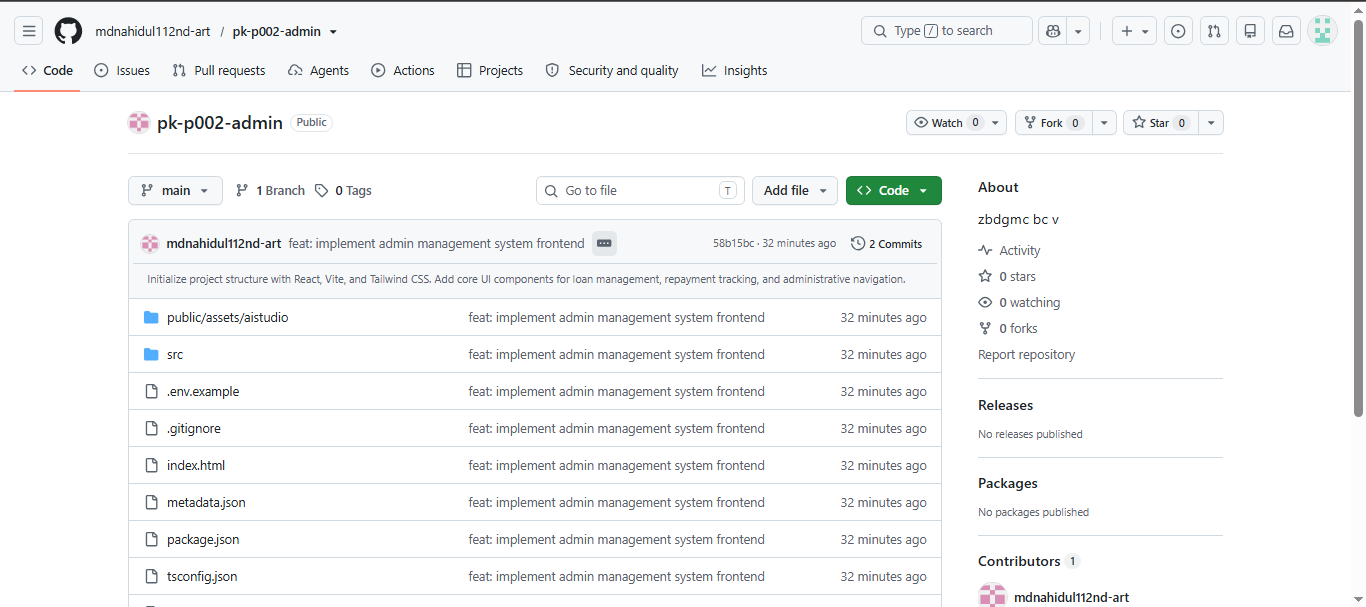 mdnahidul112nd-art / pk-p002-admin
Type / to search
Code Issues Pull requests Agents Actions Projects Security and quality Insights
pk-p002-admin Public
Watch 0 Fork 0 Star 0
main 1 Branch 0 Tags Go to file T Add file Code
mdnahidul112nd-art feat: implement admin management system frontend 58b15bc · 32 minutes ago 2 Commits
Initialize project structure with React, Vite, and Tailwind CSS. Add core UI components for loan management, repayment tracking, and administrative navigation.
public/assets/aistudio feat: implement admin management system frontend 32 minutes ago
src feat: implement admin management system frontend 32 minutes ago
.env.example feat: implement admin management system frontend 32 minutes ago
.gitignore feat: implement admin management system frontend 32 minutes ago
index.html feat: implement admin management system frontend 32 minutes ago
metadata.json feat: implement admin management system frontend 32 minutes ago
package.json feat: implement admin management system frontend 32 minutes ago
tsconfig.json feat: implement admin management system frontend 32 minutes ago
About
zbdgmc bc v
Activity
0 stars
0 watching
0 forks
Report repository
Releases
No releases published
Packages
No packages published
Contributors 1
mdnahidul112nd-art